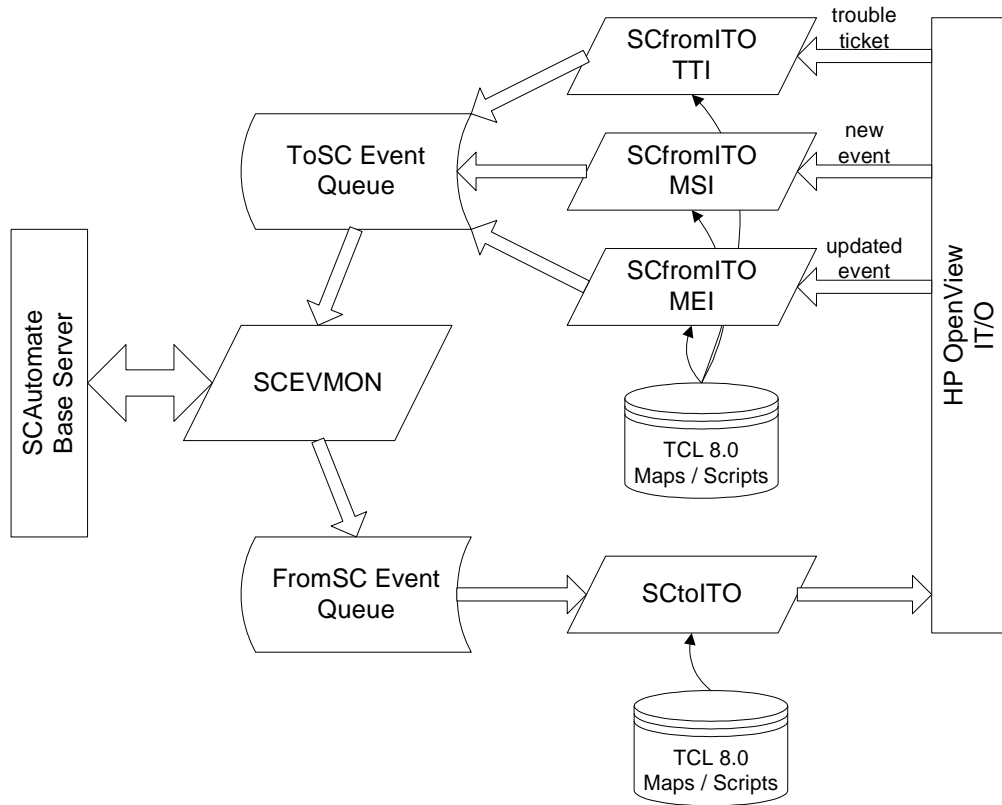 SCfromITO
TTI
trouble
ticket
ToSC Event
Queue
SCfromITO
MSI
new
event
SCfromITO
MEI
updated
event
HP OpenView
IT/O
SCAutomate
Base Server
SCEVMON
TCL 8.0
Maps / Scripts
FromSC Event
Queue
SCtoITO
TCL 8.0
Maps / Scripts